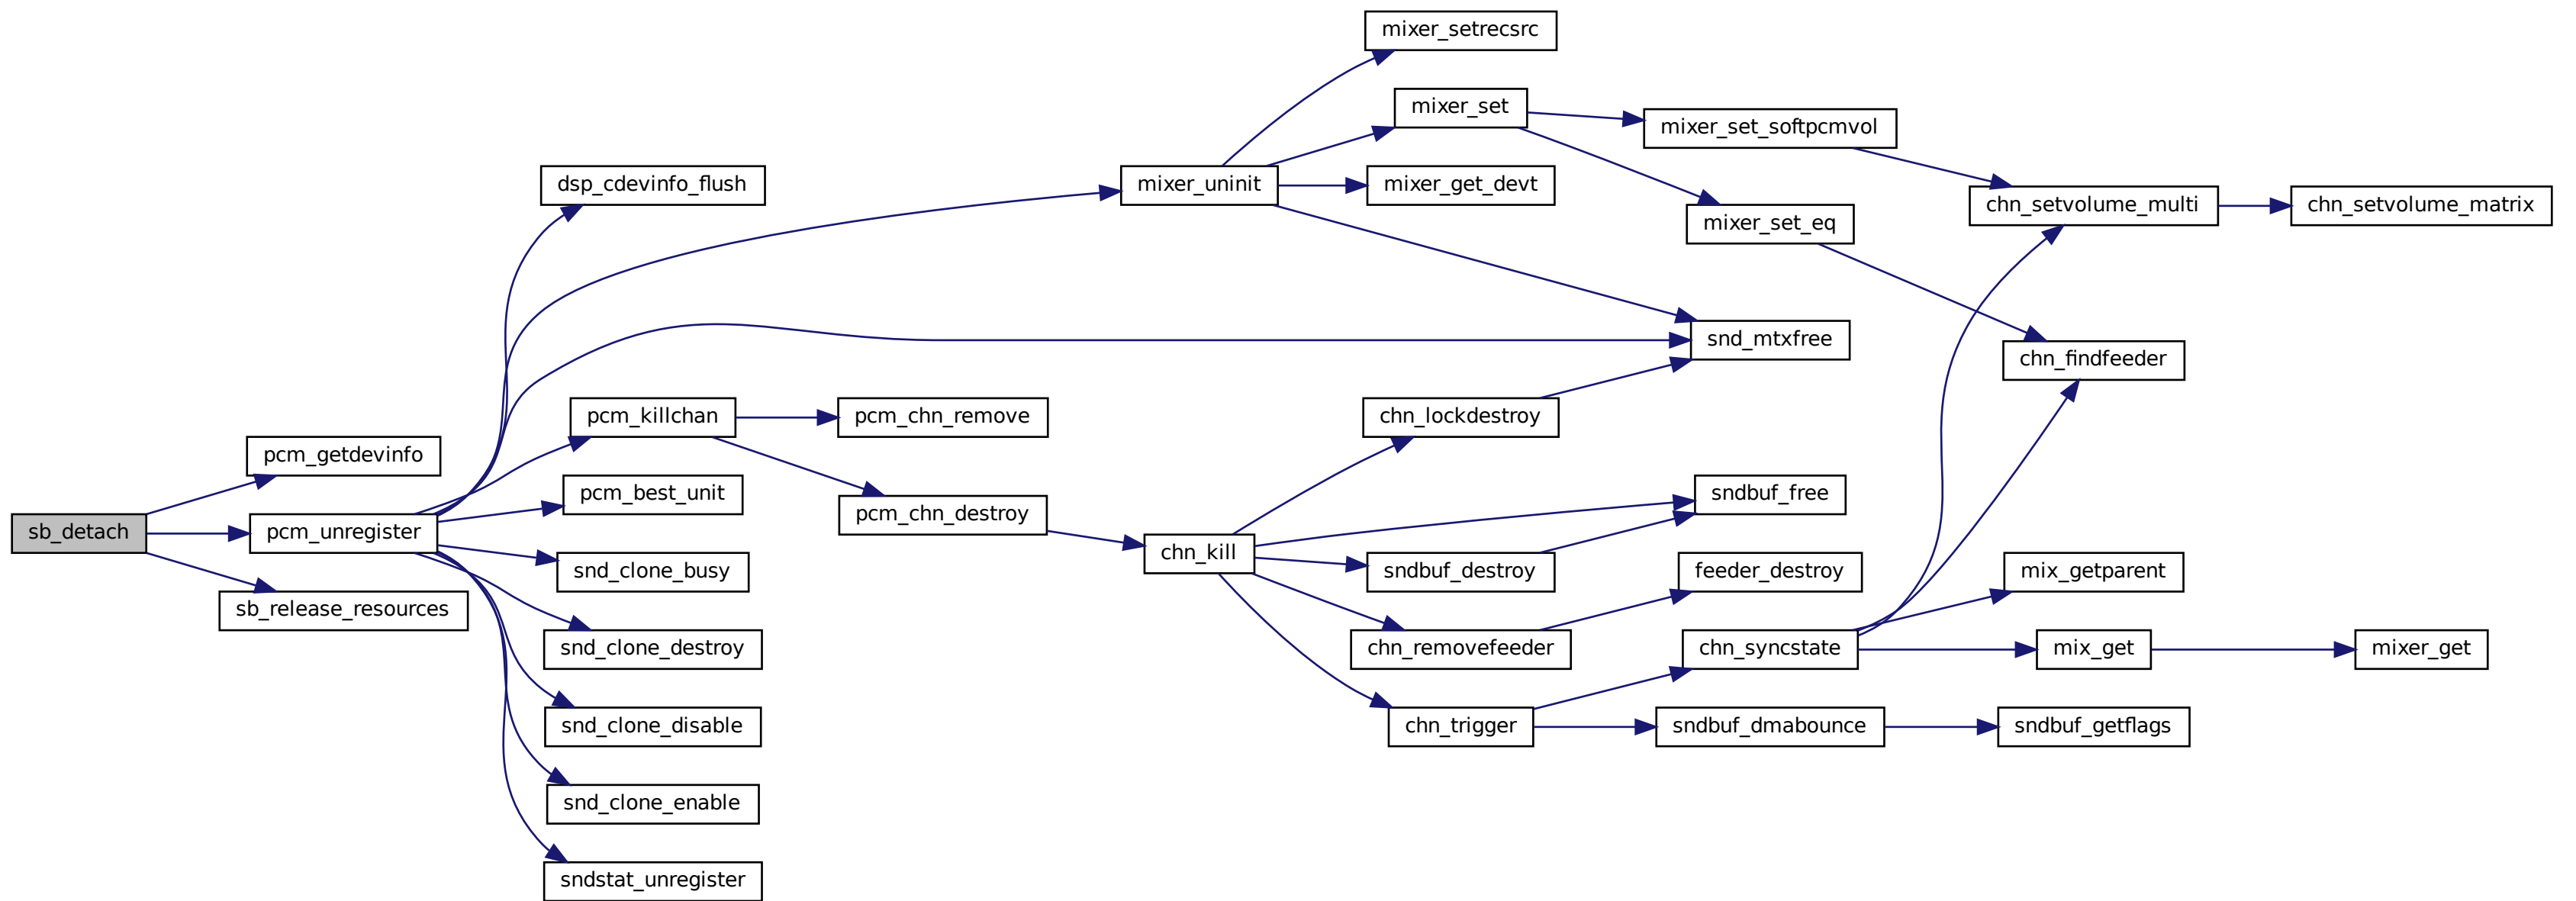 sb_detach
pcm_getdevinfo
pcm_unregister
sb_release_resources
dsp_cdevinfo_flush
pcm_killchan
pcm_best_unit
snd_clone_busy
snd_clone_destroy
snd_clone_disable
snd_clone_enable
sndstat_unregister
pcm_chn_remove
pcm_chn_destroy
mixer_uninit
chn_kill
mixer_setrecsrc
mixer_set
mixer_get_devt
chn_lockdestroy
sndbuf_destroy
chn_removefeeder
chn_trigger
mixer_set_softpcmvol
mixer_set_eq
snd_mtxfree
sndbuf_free
feeder_destroy
chn_syncstate
sndbuf_dmabounce
chn_setvolume_multi
chn_findfeeder
mix_getparent
mix_get
sndbuf_getflags
chn_setvolume_matrix
mixer_get